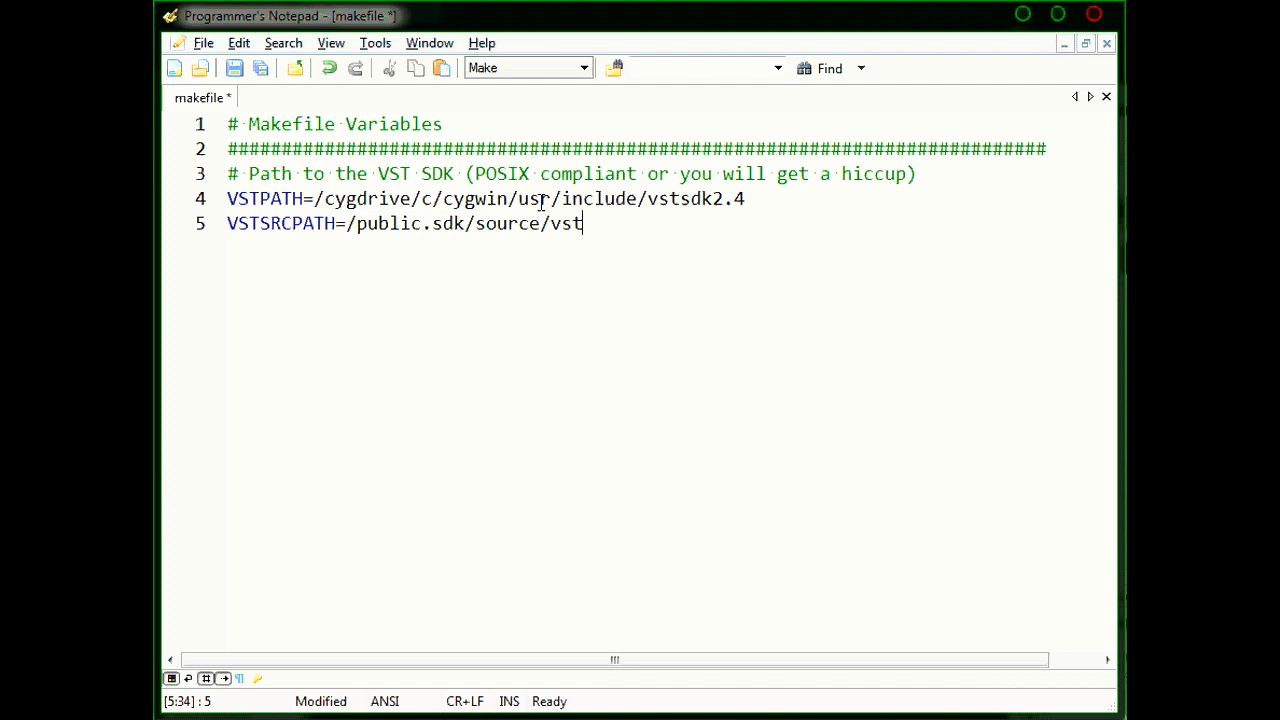 Programmer's Notepad - [makefile *]
File Edit Search View Tools Window Help
Make Find
makefile *
1 # Makefile Variables
2 ############################################################################
3 # Path to the VST SDK (POSIX compliant or you will get a hiccup)
4 VSTPATH=/cygdrive/c/cygwin/usr/include/vstsdk2.4
5 VSTSRCPATH=/public.sdk/source/vst
[5:34] : 5 Modified ANSI CR+LF INS Ready